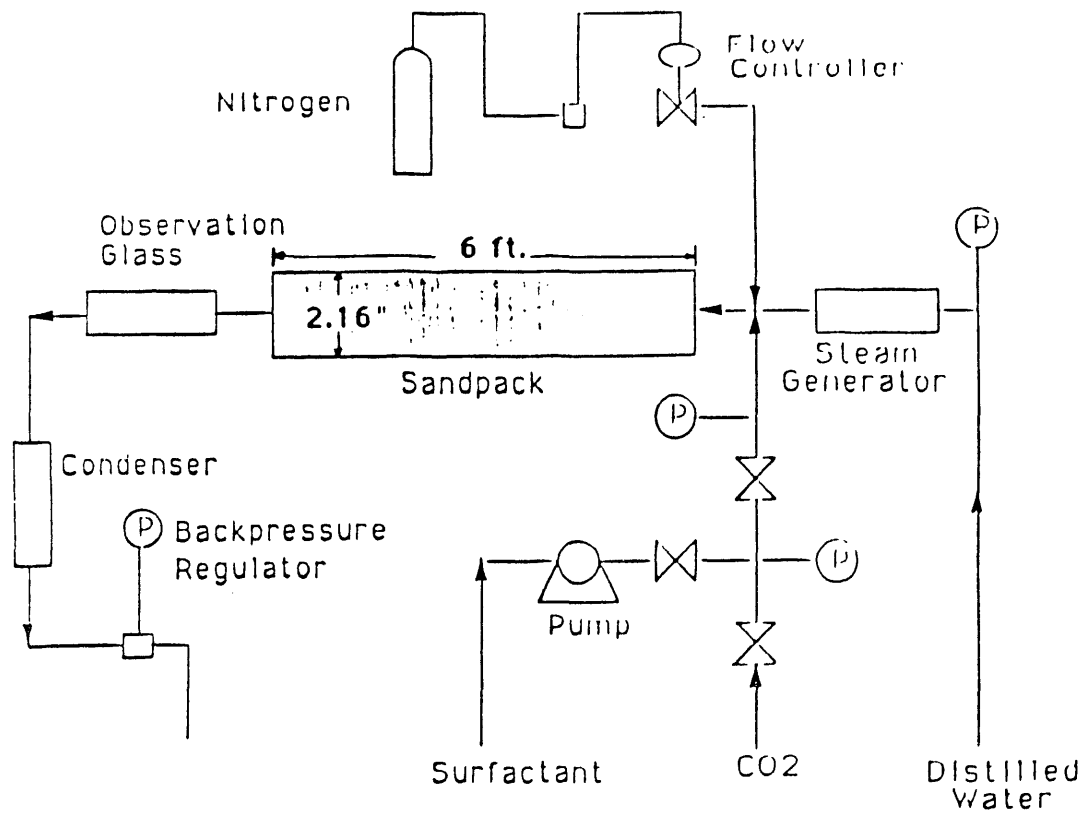 Flow
Controller
Nitrogen
Observation
Glass
6 ft.
P
2.16"
Sandpack
Steam
Generator
P
Condenser
P
Backpressure
Regulator
P
Pump
Surfactant
CO2
Distilled
Water